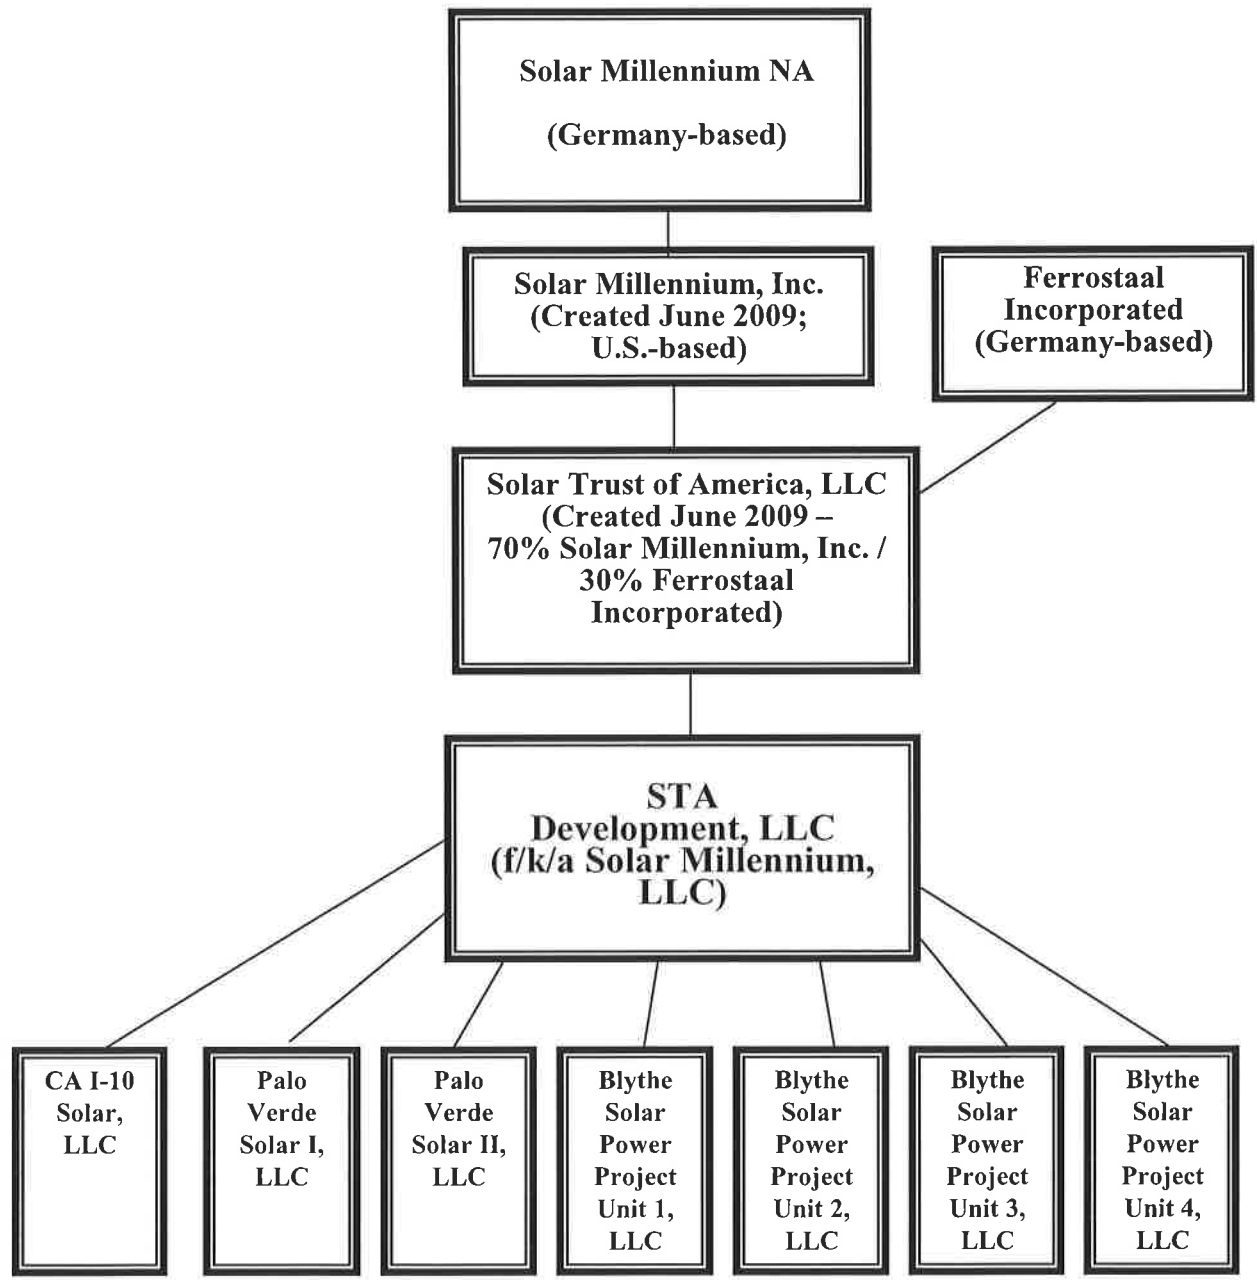 Solar Millennium NA
(Germany-based)
Solar Millennium, Inc.
(Created June 2009;
U.S.-based)
Ferrostaal
Incorporated
(Germany-based)
Solar Trust of America, LLC
(Created June 2009 –
70% Solar Millennium, Inc. /
30% Ferrostaal
Incorporated)
STA
Development, LLC
(f/k/a Solar Millennium,
LLC)
CA I-10
Solar,
LLC
Palo
Verde
Solar I,
LLC
Palo
Verde
Solar II,
LLC
Blythe
Solar
Power
Project
Unit 1,
LLC
Blythe
Solar
Power
Project
Unit 2,
LLC
Blythe
Solar
Power
Project
Unit 3,
LLC
Blythe
Solar
Power
Project
Unit 4,
LLC